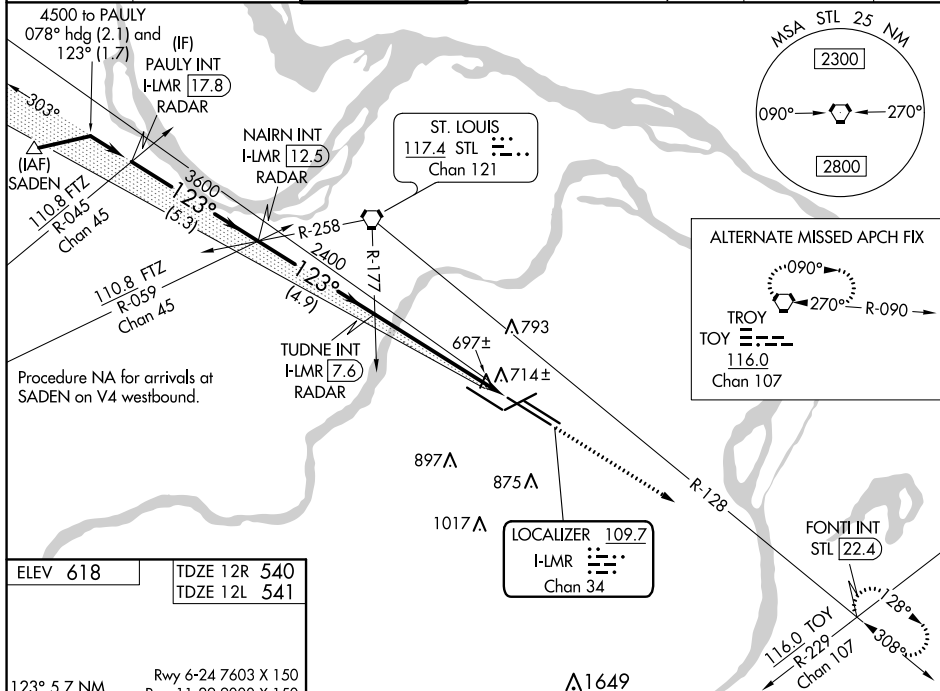 4500 to PAULY
078° hdg (2.1) and
123° (1.7)
(IF)
PAULY INT
I-LMR 17.8
RADAR
303°
(IAF)
SADEN
110.8 FTZ
R-045
Chan 45
NAIRN INT
I-LMR 12.5
RADAR
3600
123°
(5.3)
ST. LOUIS
117.4 STL
Chan 121
R-258
R-177
2400
123°
(4.9)
110.8 FTZ
R-059
Chan 45
TUDNE INT
I-LMR 7.6
RADAR
Procedure NA for arrivals at
SADEN on V4 westbound.
MSA STL 25 NM
2300
090°
270°
2800
ALTERNATE MISSED APCH FIX
090°
270°
R-090
TROY
TOY
116.0
Chan 107
793
697±
714±
897
875
1017
R-128
LOCALIZER 109.7
I-LMR
Chan 34
FONTI INT
STL 22.4
128°
308°
116.0 TOY
R-229
Chan 107
1649
ELEV 618
TDZE 12R 540
TDZE 12L 541
123° 5.7 NM
Rwy 6-24 7603 X 150